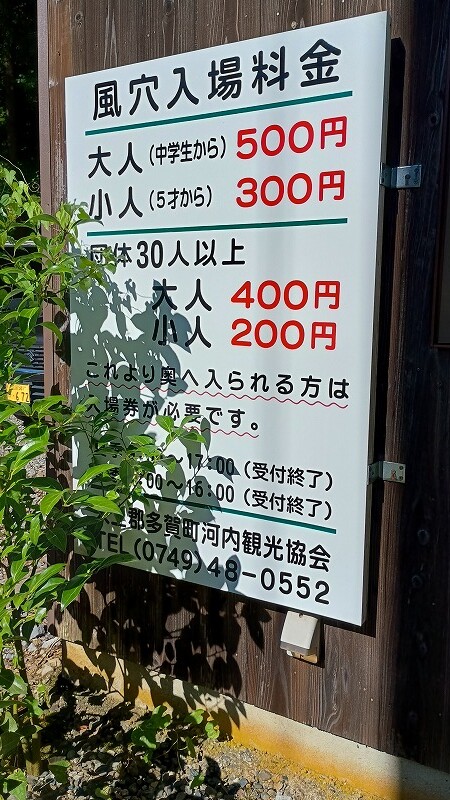 風穴入場料金
大人(中学生から) 500円
小人(5才から) 300円
団体30人以上
大人 400円
小人 200円
これより奥へ入られる方は
入場券が必要です。
～17:00(受付終了)
:00～16:00(受付終了)
郡多賀町河内観光協会
TEL(0749)48-0552